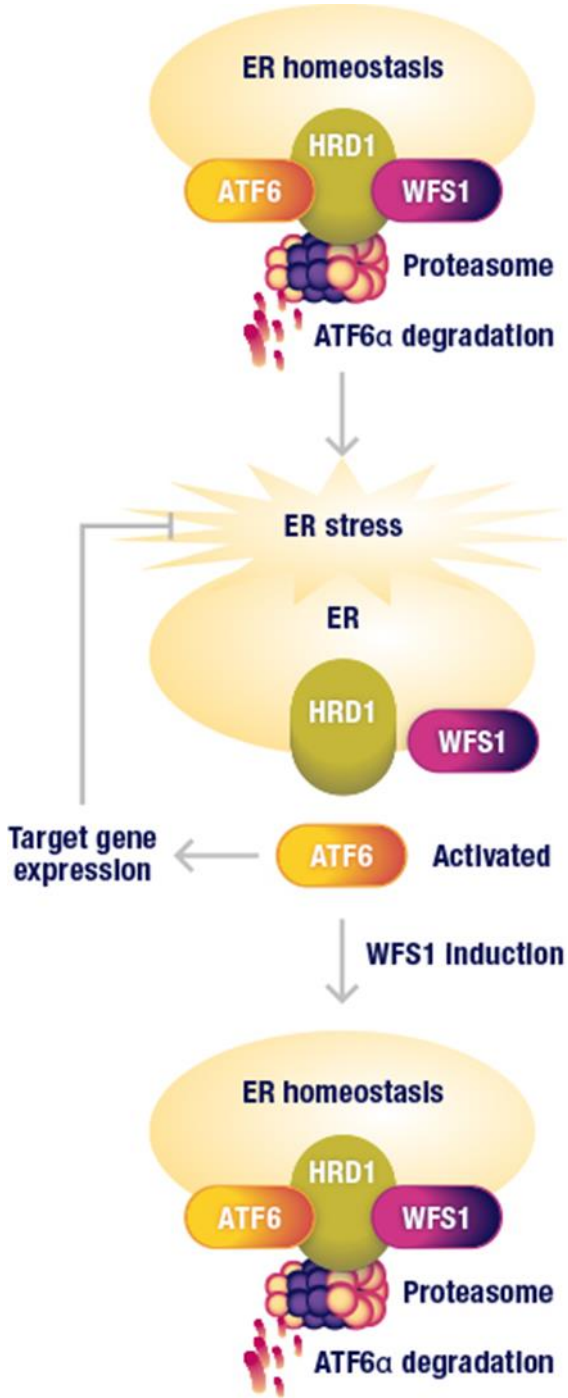 ER homeostasis
HRD1
ATF6
WFS1
Proteasome
ATF6α degradation
ER stress
ER
HRD1
WFS1
Target gene
expression
ATF6
Activated
WFS1 induction
ER homeostasis
HRD1
ATF6
WFS1
Proteasome
ATF6α degradation